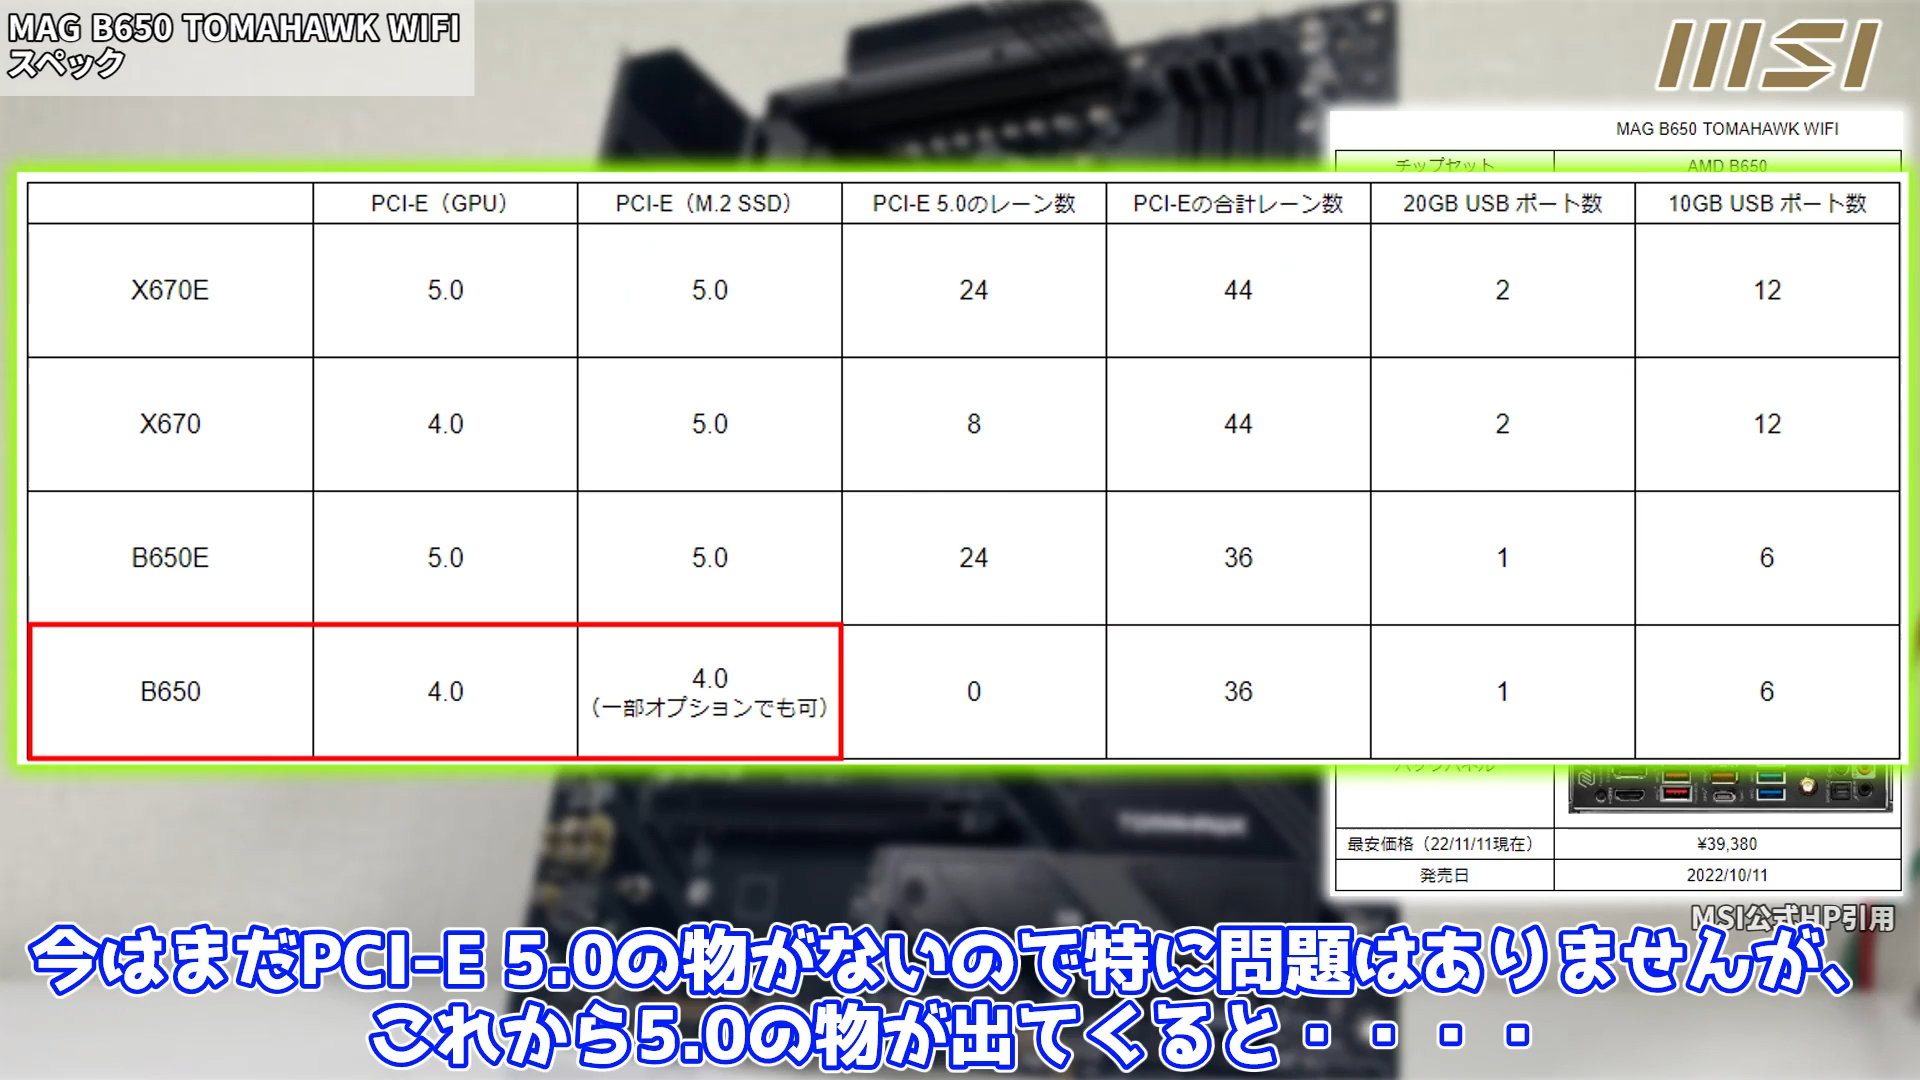 MAG B650 TOMAHAWK WIFI
スペック
msi
MAG B650 TOMAHAWK WIFI
チップセット AMD B650
PCI-E（GPU） PCI-E（M.2 SSD） PCI-E 5.0のレーン数 PCI-Eの合計レーン数 20GB USB ポート数 10GB USB ポート数
X670E 5.0 5.0 24 44 2 12
X670 4.0 5.0 8 44 2 12
B650E 5.0 5.0 24 36 1 6
B650 4.0 4.0 0 36 1 6
（一部オプションでも可）
バックパネル
TOMAHAWK
最安価格（22/11/11現在） ¥39,380
発売日 2022/10/11
MSI公式HP引用
今はまだPCI-E 5.0の物がないので特に問題はありませんが、
これから5.0の物が出てくると・・・・